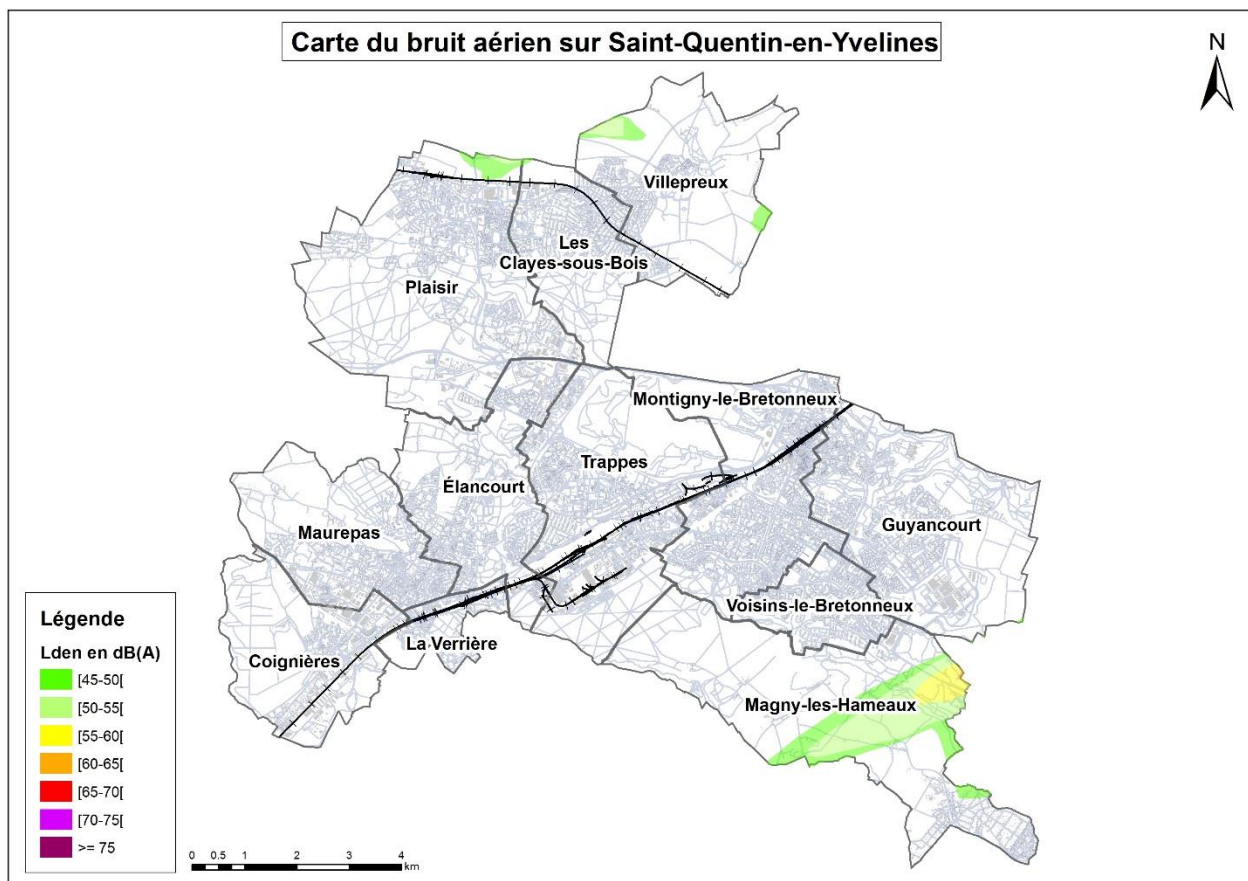 Carte du bruit aérien sur Saint-Quentin-en-Yvelines
N
Villepreux
Les
Clayes-sous-Bois
Plaisir
Montigny-le-Bretonneux
Trappes
Élancourt
Maurepas
Guyancourt
Voisins-le-Bretonneux
La Verrière
Coignières
Magny-les-Hameaux
Légende
Lden en dB(A)
[45-50[
[50-55[
[55-60[
[60-65[
[65-70[
[70-75[
>= 75
0 0.5 1 2 3 4
km